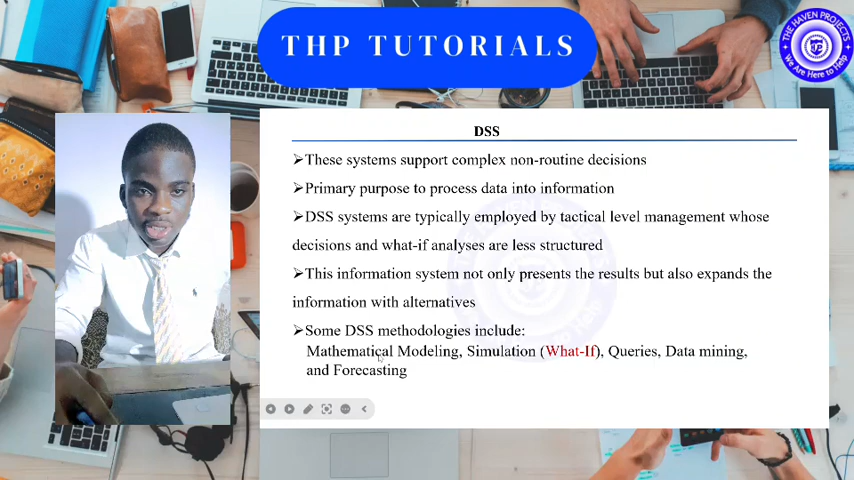 THP TUTORIALS
THE HAVEN PROJECTS
We Are Here to Help
DSS
➢These systems support complex non-routine decisions
➢Primary purpose to process data into information
➢DSS systems are typically employed by tactical level management whose
decisions and what-if analyses are less structured
➢This information system not only presents the results but also expands the
information with alternatives
➢Some DSS methodologies include:
Mathematical Modeling, Simulation (What-If), Queries, Data mining,
and Forecasting